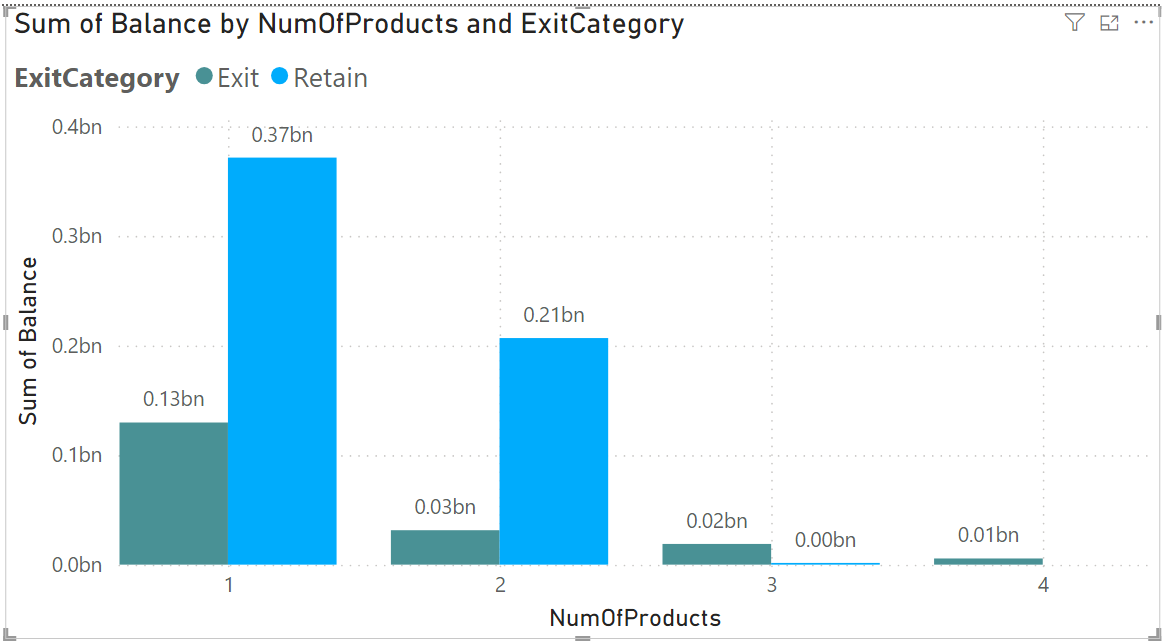 Sum of Balance by NumOfProducts and ExitCategory
ExitCategory Exit Retain
0.4bn
0.37bn
0.3bn
0.21bn
0.2bn
0.13bn
0.1bn
0.03bn
0.02bn
0.00bn
0.01bn
0.0bn
Sum of Balance
1 2 3 4
NumOfProducts